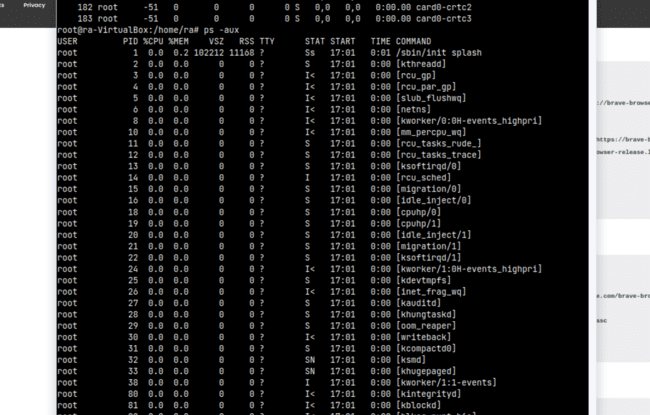 ts Privacy
182 root -51 0 0 0 0 S 0,0 0,0 0:00.00 card0-crtc2
183 root -51 0 0 0 0 S 0,0 0,0 0:00.00 card0-crtc3
root@ra-VirtualBox:/home/ra# ps -aux
USER PID %CPU %MEM VSZ RSS TTY STAT START TIME COMMAND
root 1 0.0 0.2 102212 11168 ? Ss 17:01 0:01 /sbin/init splash
root 2 0.0 0.0 0 0 ? S 17:01 0:00 [kthreadd]
root 3 0.0 0.0 0 0 ? I< 17:01 0:00 [rcu_gp]
root 4 0.0 0.0 0 0 ? I< 17:01 0:00 [rcu_par_gp]
root 5 0.0 0.0 0 0 ? I< 17:01 0:00 [slub_flushwq]
root 6 0.0 0.0 0 0 ? I< 17:01 0:00 [netns]
root 8 0.0 0.0 0 0 ? I< 17:01 0:00 [kworker/0:0H-events_highpri]
root 10 0.0 0.0 0 0 ? I< 17:01 0:00 [mm_percpu_wq]
root 11 0.0 0.0 0 0 ? S 17:01 0:00 [rcu_tasks_rude_]
root 12 0.0 0.0 0 0 ? S 17:01 0:00 [rcu_tasks_trace]
root 13 0.0 0.0 0 0 ? S 17:01 0:00 [ksoftirqd/0]
root 14 0.0 0.0 0 0 ? I 17:01 0:00 [rcu_sched]
root 15 0.0 0.0 0 0 ? S 17:01 0:00 [migration/0]
root 16 0.0 0.0 0 0 ? S 17:01 0:00 [idle_inject/0]
root 18 0.0 0.0 0 0 ? S 17:01 0:00 [cpuhp/0]
root 19 0.0 0.0 0 0 ? S 17:01 0:00 [cpuhp/1]
root 20 0.0 0.0 0 0 ? S 17:01 0:00 [idle_inject/1]
root 21 0.0 0.0 0 0 ? S 17:01 0:00 [migration/1]
root 22 0.0 0.0 0 0 ? S 17:01 0:00 [ksoftirqd/1]
root 24 0.0 0.0 0 0 ? I< 17:01 0:00 [kworker/1:0H-events_highpri]
root 25 0.0 0.0 0 0 ? S 17:01 0:00 [kdevtmpfs]
root 26 0.0 0.0 0 0 ? I< 17:01 0:00 [inet_frag_wq]
root 27 0.0 0.0 0 0 ? S 17:01 0:00 [kauditd]
root 28 0.0 0.0 0 0 ? S 17:01 0:00 [khungtaskd]
root 29 0.0 0.0 0 0 ? S 17:01 0:00 [oom_reaper]
root 30 0.0 0.0 0 0 ? I< 17:01 0:00 [writeback]
root 31 0.0 0.0 0 0 ? S 17:01 0:00 [kcompactd0]
root 32 0.0 0.0 0 0 ? SN 17:01 0:00 [ksmd]
root 33 0.0 0.0 0 0 ? SN 17:01 0:00 [khugepaged]
root 38 0.0 0.0 0 0 ? I 17:01 0:00 [kworker/1:1-events]
root 80 0.0 0.0 0 0 ? I< 17:01 0:00 [kintegrityd]
root 81 0.0 0.0 0 0 ? I< 17:01 0:00 [kblockd]
://brave-browse
https://brave-b
owser-release.l
e.com/brave-bro
asc